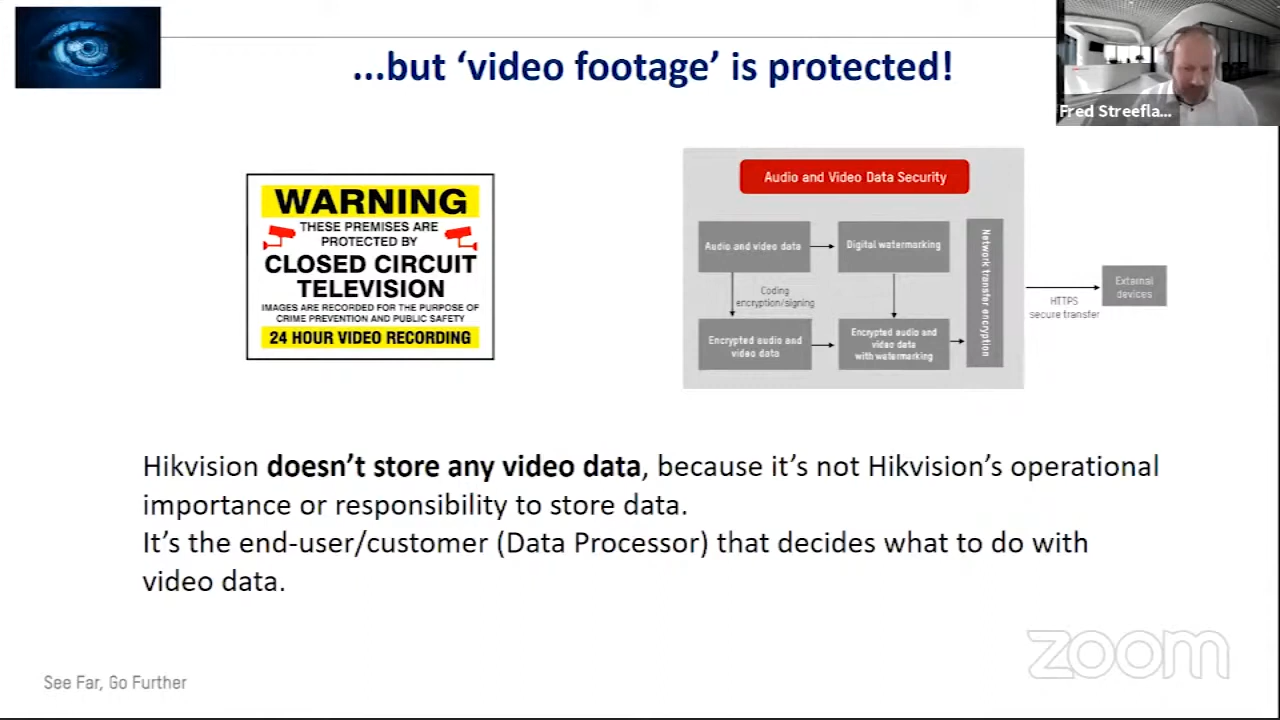 ...but ‘video footage’ is protected!
Fred Streefla...
WARNING
THESE PREMISES ARE
PROTECTED BY
CLOSED CIRCUIT
TELEVISION
IMAGES ARE RECORDED FOR THE PURPOSE OF
CRIME PREVENTION AND PUBLIC SAFETY
24 HOUR VIDEO RECORDING
Audio and Video Data Security
Audio and video data
Digital watermarking
Coding
encryption/signing
Encrypted audio and
video data
Encrypted audio and
video data
with watermarking
Network transfer encryption
HTTPS
secure transfer
External
devices
Hikvision doesn’t store any video data, because it’s not Hikvision’s operational
importance or responsibility to store data.
It’s the end-user/customer (Data Processor) that decides what to do with
video data.
See Far, Go Further
zoom